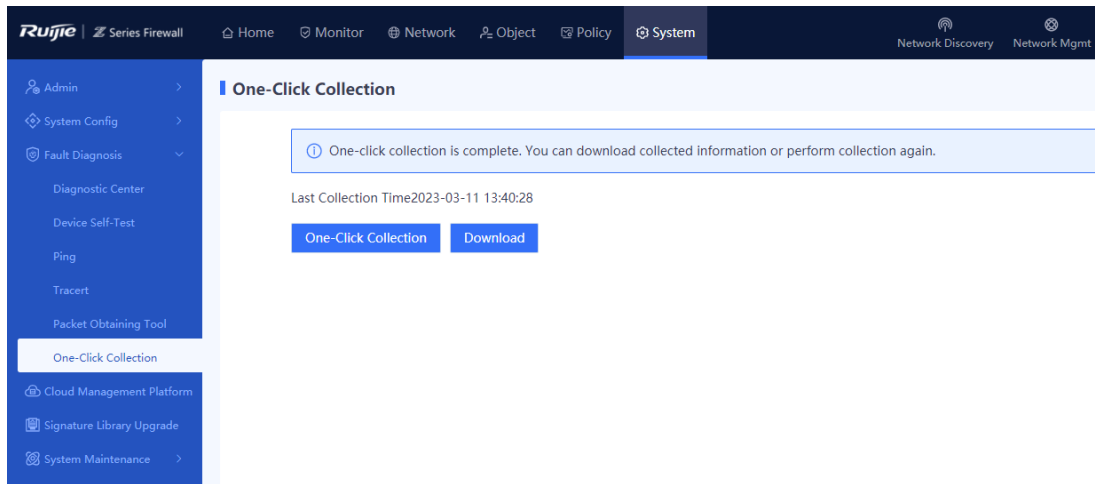 Ruijie | Z Series Firewall
Home
Monitor
Network
Object
Policy
System
Network Discovery
Network Mgmt
Admin
System Config
Fault Diagnosis
Diagnostic Center
Device Self-Test
Ping
Tracert
Packet Obtaining Tool
One-Click Collection
Cloud Management Platform
Signature Library Upgrade
System Maintenance
One-Click Collection
One-click collection is complete. You can download collected information or perform collection again.
Last Collection Time2023-03-11 13:40:28
One-Click Collection
Download